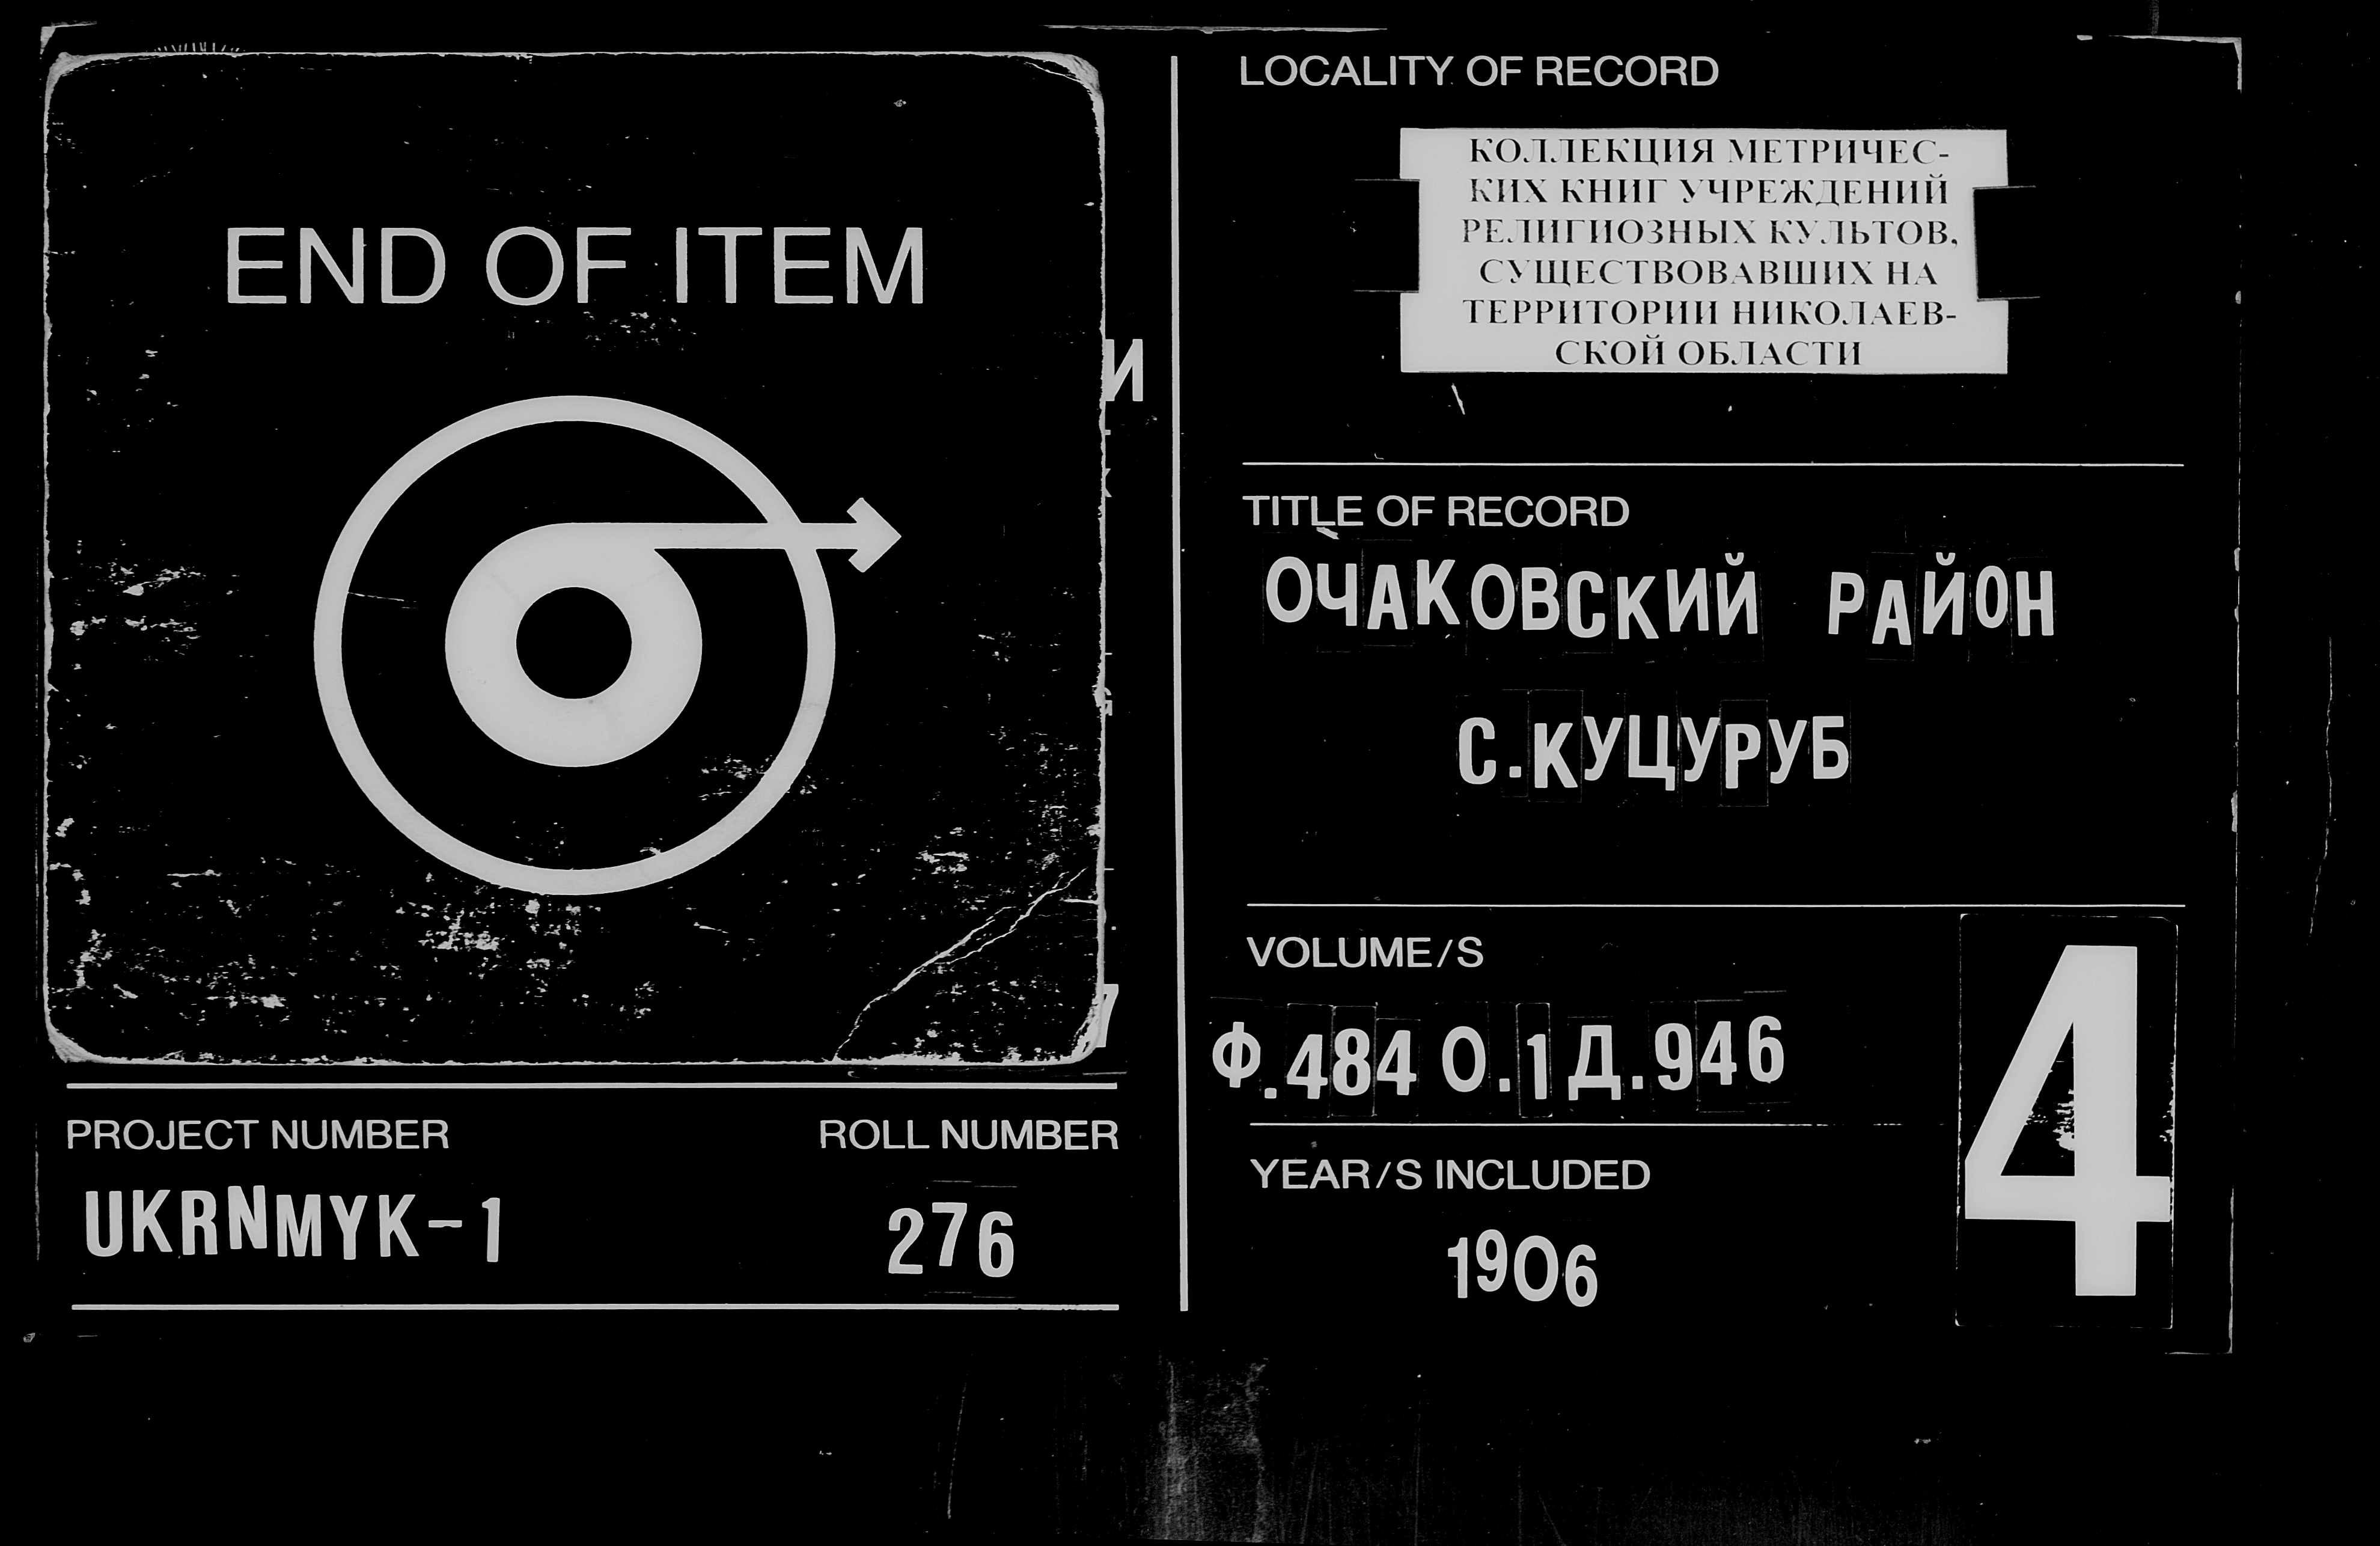 END OF ITEM
PROJECT NUMBER
UKRNMYK-1
ROLL NUMBER
276
LOCALITY OF RECORD
КОЛЛЕКЦИЯ МЕТРИЧЕС-
КИХ КНИГ УЧРЕЖДЕНИЙ
РЕЛИГИОЗНЫХ КУЛЬТОВ,
СУЩЕСТВОВАВШИХ НА
ТЕРРИТОРИИ НИКОЛАЕВ-
СКОЙ ОБЛАСТИ
TITLE OF RECORD
ОЧАКОВСКИЙ РАЙОН
С.КУЦУРУБ
VOLUME/S
Ф.484 О.1 Д.946
YEAR/S INCLUDED
1906
4